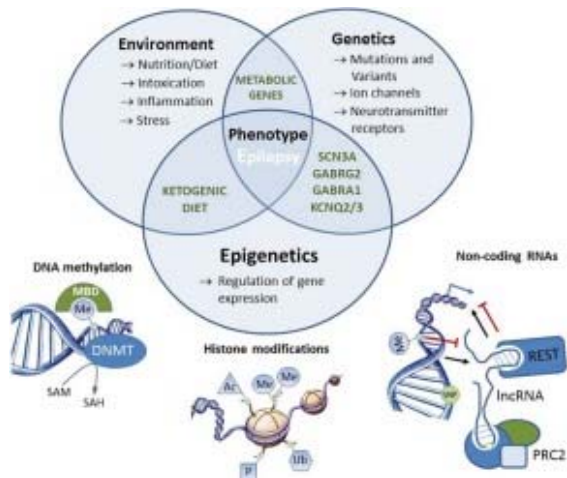 Environment
→ Nutrition/Diet
→ Intoxication
→ Inflammation
→ Stress
Genetics
→ Mutations and
Variants
→ Ion channels
→ Neurotransmitter
receptors
METABOLIC
GENES
Phenotype
Epilepsy
KETOGENIC
DIET
SCN3A
GABRG2
GABRA1
KCNQ2/3
Epigenetics
→ Regulation of gene
expression
DNA methylation
MBD
Me
DNMT
SAM
SAH
Histone modifications
Ac
Me
Me
P
Ub
Non-coding RNAs
Me
REST
lncRNA
PRC2